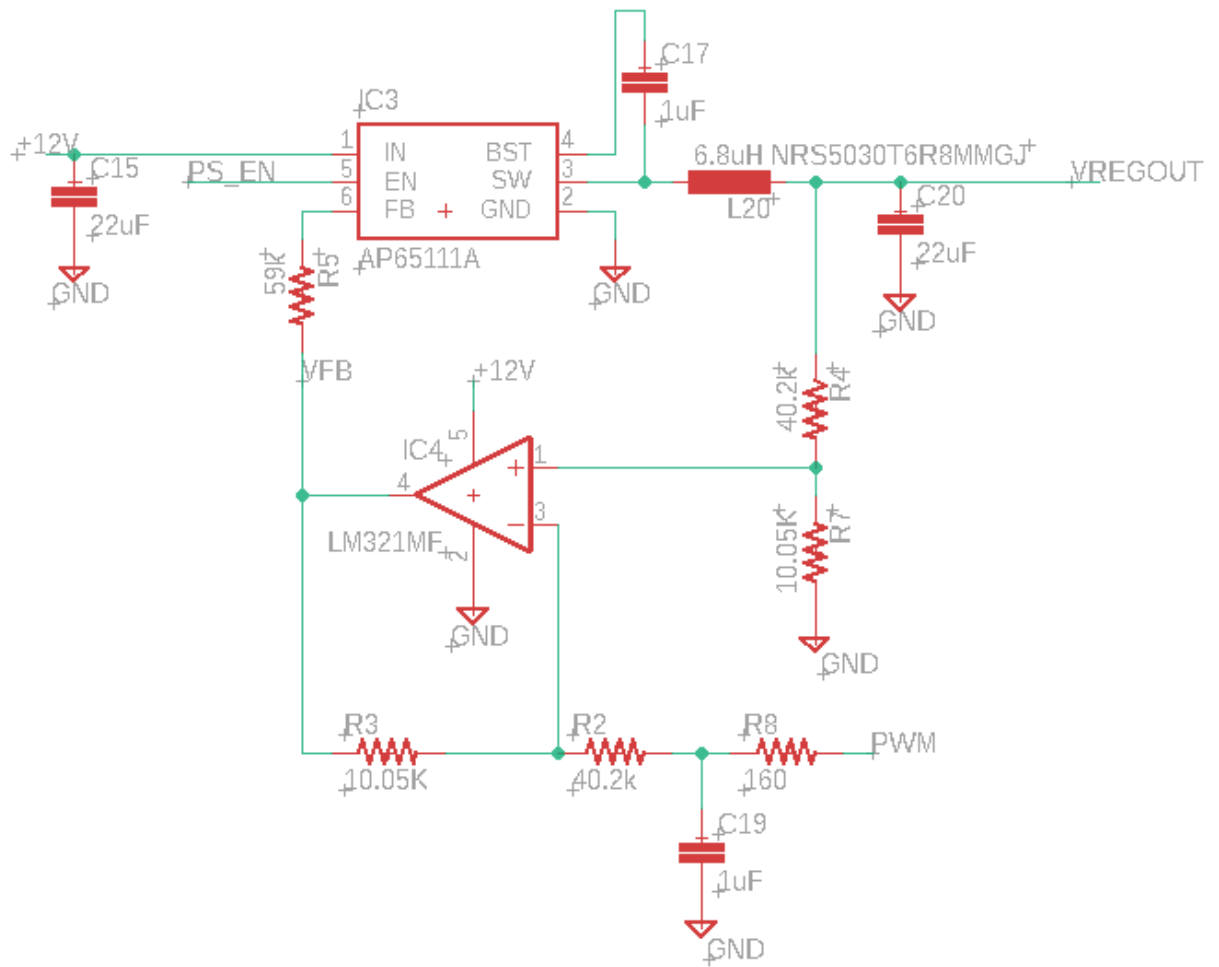 C17
1uF
IC3
+12V
C15
22uF
GND
PS_EN
1
5
6
IN
EN
FB
BST
SW
GND
4
3
2
AP65111A
GND
6.8uH NRS5030T6R8MMGJ
L20
VREGOUT
C20
22uF
GND
59k
R5
VFB
+12V
5
IC4
4
+
1
−
3
LM321MF
2
GND
40.2k
R4
10.05K
R7
GND
R3
10.05K
R2
40.2k
R8
160
PWM
C19
1uF
GND